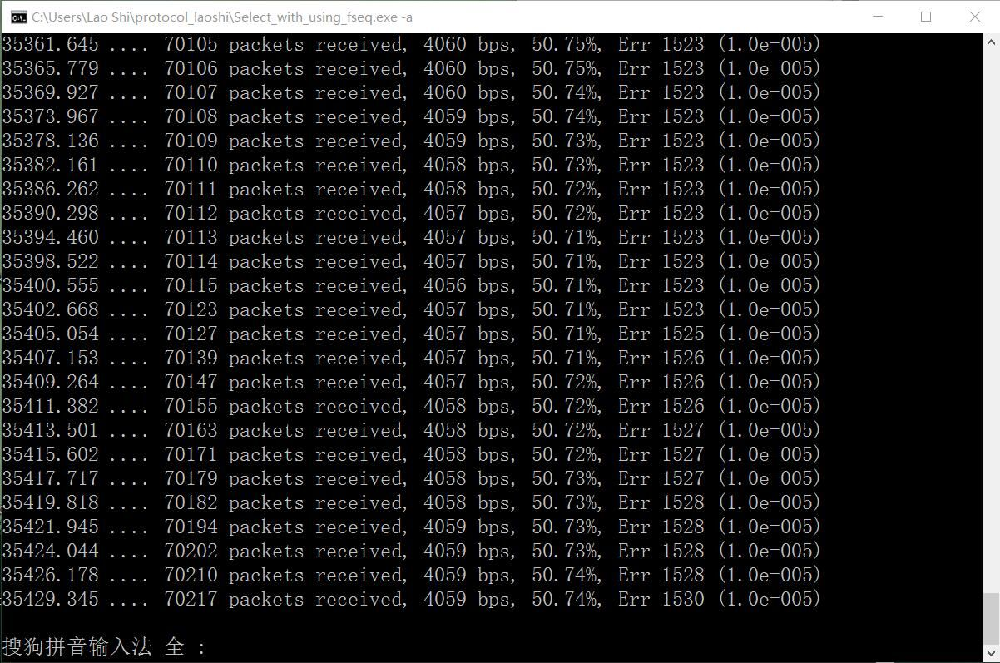 C:\Users\Lao Shi\protocol_laoshi\Select_with_using_fseq.exe -a
35361.645 .... 70105 packets received, 4060 bps, 50.75%, Err 1523 (1.0e-005)
35365.779 .... 70106 packets received, 4060 bps, 50.75%, Err 1523 (1.0e-005)
35369.927 .... 70107 packets received, 4060 bps, 50.74%, Err 1523 (1.0e-005)
35373.967 .... 70108 packets received, 4059 bps, 50.74%, Err 1523 (1.0e-005)
35378.136 .... 70109 packets received, 4059 bps, 50.73%, Err 1523 (1.0e-005)
35382.161 .... 70110 packets received, 4058 bps, 50.73%, Err 1523 (1.0e-005)
35386.262 .... 70111 packets received, 4058 bps, 50.72%, Err 1523 (1.0e-005)
35390.298 .... 70112 packets received, 4057 bps, 50.72%, Err 1523 (1.0e-005)
35394.460 .... 70113 packets received, 4057 bps, 50.71%, Err 1523 (1.0e-005)
35398.522 .... 70114 packets received, 4057 bps, 50.71%, Err 1523 (1.0e-005)
35400.555 .... 70115 packets received, 4056 bps, 50.71%, Err 1523 (1.0e-005)
35402.668 .... 70123 packets received, 4057 bps, 50.71%, Err 1523 (1.0e-005)
35405.054 .... 70127 packets received, 4057 bps, 50.71%, Err 1525 (1.0e-005)
35407.153 .... 70139 packets received, 4057 bps, 50.71%, Err 1526 (1.0e-005)
35409.264 .... 70147 packets received, 4057 bps, 50.72%, Err 1526 (1.0e-005)
35411.382 .... 70155 packets received, 4058 bps, 50.72%, Err 1526 (1.0e-005)
35413.501 .... 70163 packets received, 4058 bps, 50.72%, Err 1527 (1.0e-005)
35415.602 .... 70171 packets received, 4058 bps, 50.72%, Err 1527 (1.0e-005)
35417.717 .... 70179 packets received, 4058 bps, 50.73%, Err 1527 (1.0e-005)
35419.818 .... 70182 packets received, 4058 bps, 50.73%, Err 1528 (1.0e-005)
35421.945 .... 70194 packets received, 4059 bps, 50.73%, Err 1528 (1.0e-005)
35424.044 .... 70202 packets received, 4059 bps, 50.73%, Err 1528 (1.0e-005)
35426.178 .... 70210 packets received, 4059 bps, 50.74%, Err 1528 (1.0e-005)
35429.345 .... 70217 packets received, 4059 bps, 50.74%, Err 1530 (1.0e-005)
搜狗拼音输入法 全 :